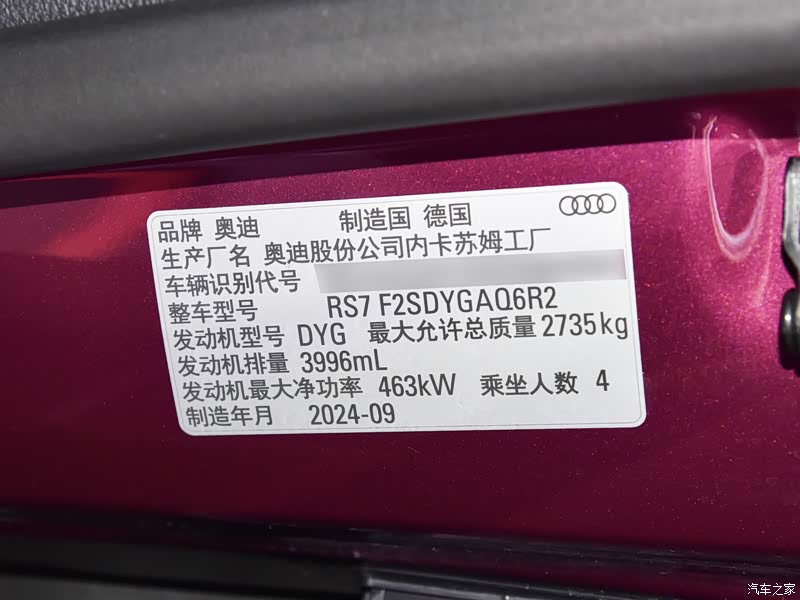 品牌 奥迪 制造国 德国
生产厂名 奥迪股份公司内卡苏姆工厂
车辆识别代号
整车型号 RS7 F2SDYGAQ6R2
发动机型号 DYG 最大允许总质量 2735kg
发动机排量 3996mL
发动机最大净功率 463kW 乘坐人数 4
制造年月 2024-09
汽车之家